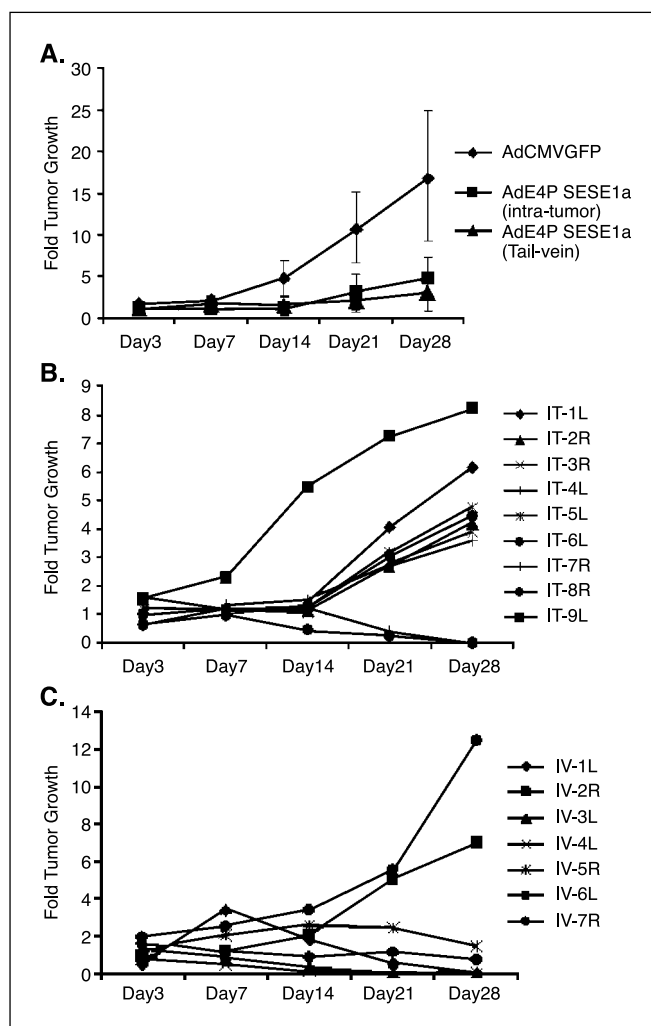 A.
Fold Tumor Growth
30
25
20
15
10
5
0
Day3 Day7 Day14 Day21 Day28
AdCMVGFP
AdE4P SESE1a
(intra-tumor)
AdE4P SESE1a
(Tail-vein)
B.
Fold Tumor Growth
9
8
7
6
5
4
3
2
1
0
Day3 Day7 Day14 Day21 Day28
IT-1L
IT-2R
IT-3R
IT-4L
IT-5L
IT-6L
IT-7R
IT-8R
IT-9L
C.
Fold Tumor Growth
14
12
10
8
6
4
2
0
Day3 Day7 Day14 Day21 Day28
IV-1L
IV-2R
IV-3L
IV-4L
IV-5R
IV-6L
IV-7R